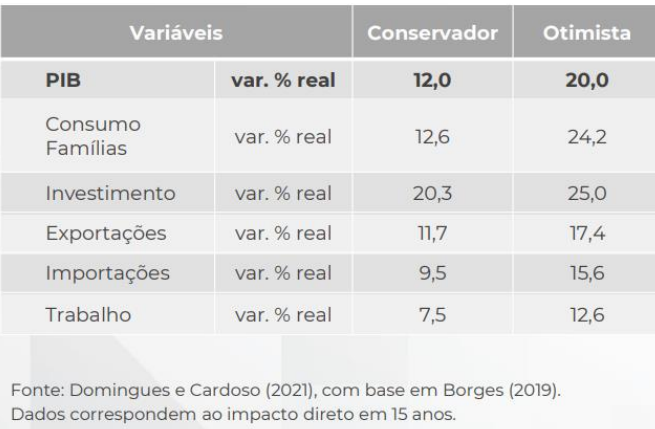 Variáveis Conservador Otimista
PIB var. % real 12,0 20,0
Consumo
Famílias var. % real 12,6 24,2
Investimento var. % real 20,3 25,0
Exportações var. % real 11,7 17,4
Importações var. % real 9,5 15,6
Trabalho var. % real 7,5 12,6
Fonte: Domingues e Cardoso (2021), com base em Borges (2019).
Dados correspondem ao impacto direto em 15 anos.